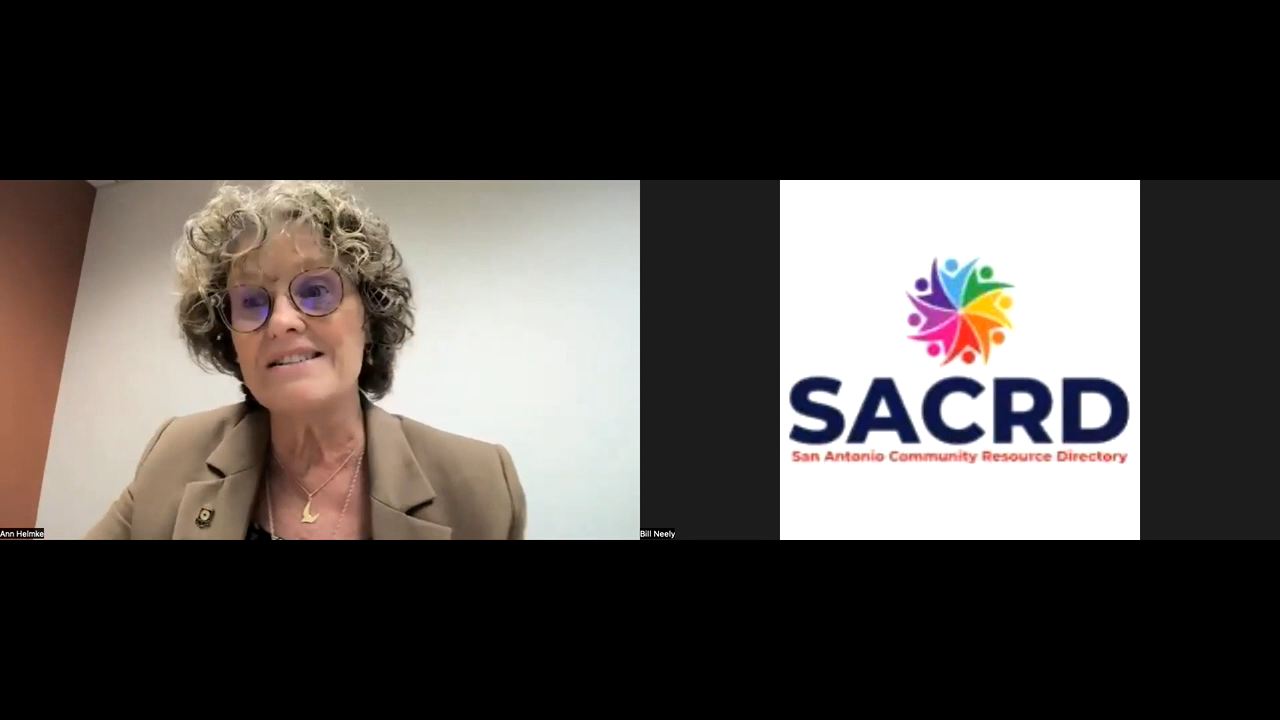 SACRD
San Antonio Community Resource Directory
Ann Helmke
Bill Neely